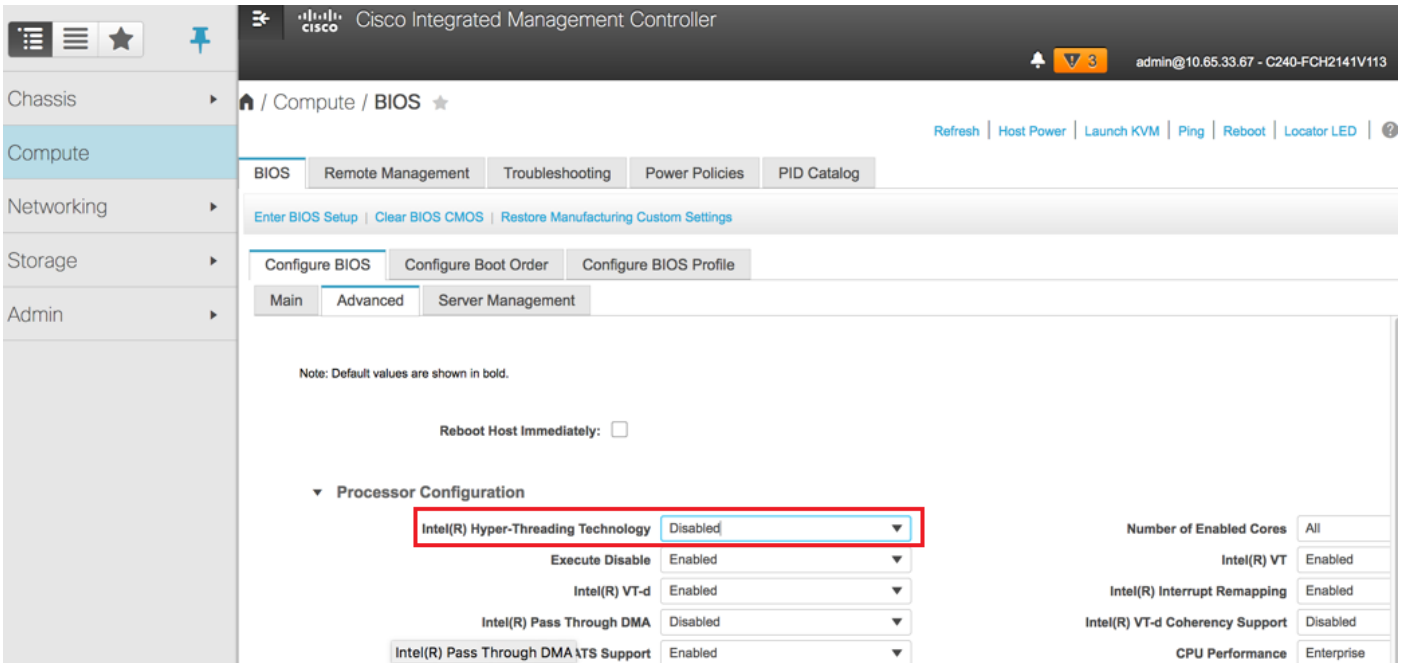 cisco Cisco Integrated Management Controller
3 admin@10.65.33.67 - C240-FCH2141V113
Chassis
Compute
Networking
Storage
Admin
/ Compute / BIOS
Refresh | Host Power | Launch KVM | Ping | Reboot | Locator LED | ?
BIOS Remote Management Troubleshooting Power Policies PID Catalog
Enter BIOS Setup | Clear BIOS CMOS | Restore Manufacturing Custom Settings
Configure BIOS Configure Boot Order Configure BIOS Profile
Main Advanced Server Management
Note: Default values are shown in bold.
Reboot Host Immediately:
Processor Configuration
Intel(R) Hyper-Threading Technology Disabled Number of Enabled Cores All
Execute Disable Enabled Intel(R) VT Enabled
Intel(R) VT-d Enabled Intel(R) Interrupt Remapping Enabled
Intel(R) Pass Through DMA Disabled Intel(R) VT-d Coherency Support Disabled
Intel(R) Pass Through DMA ATS Support Enabled CPU Performance Enterprise